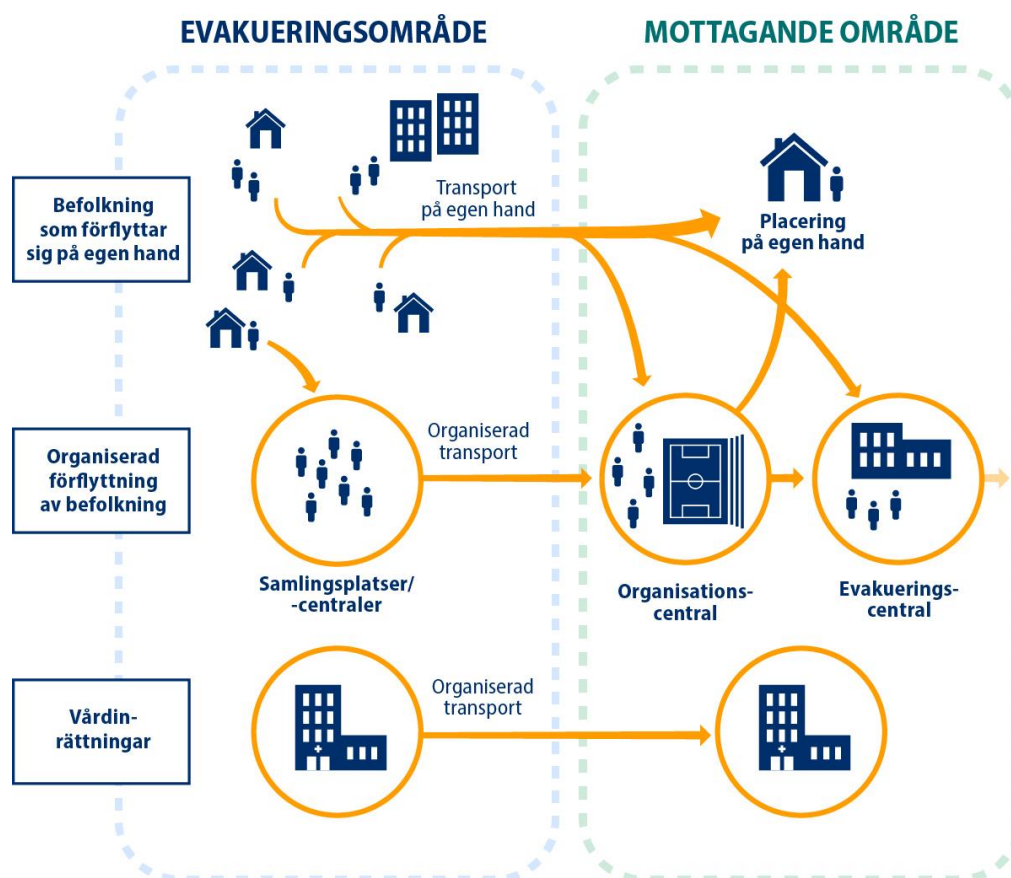 EVAKUERINGSOMRÅDE
MOTTAGANDE OMRÅDE
Befolkning
som förflyttar
sig på egen hand
Transport
på egen hand
Placering
på egen hand
Organiserad
förflyttning
av befolkning
Organiserad
transport
Samlingsplatser/
-centraler
Organisations-
central
Evakuerings-
central
Vårdin-
rättningar
Organiserad
transport